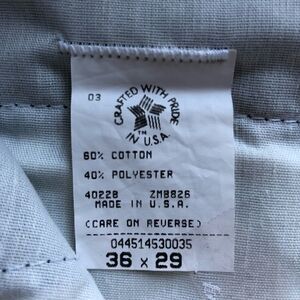 03
CRAFTED WITH PRIDE
IN U.S.A.
TM
60% COTTON
40% POLYESTER
40228 ZM8826
MADE IN U.S.A.
(CARE ON REVERSE)
044514530035
36 x 29